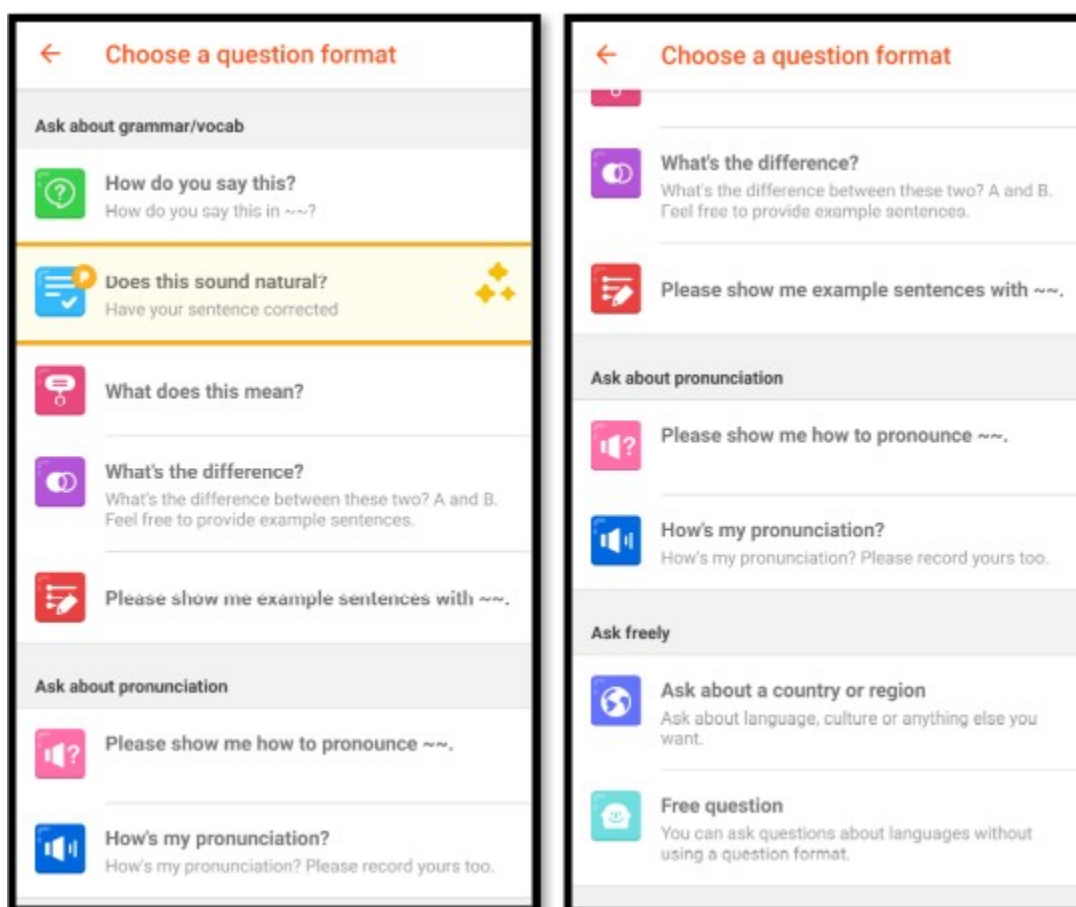 Choose a question format
Ask about grammar/vocab
How do you say this?
How do you say this in ~~?
Does this sound natural?
Have your sentence corrected
What does this mean?
What's the difference?
What's the difference between these two? A and B.
Feel free to provide example sentences.
Please show me example sentences with ~~.
Ask about pronunciation
Please show me how to pronounce ~~.
How's my pronunciation?
How's my pronunciation? Please record yours too.
Choose a question format
What's the difference?
What's the difference between these two? A and B.
Feel free to provide example sentences.
Please show me example sentences with ~~.
Ask about pronunciation
Please show me how to pronounce ~~.
How's my pronunciation?
How's my pronunciation? Please record yours too.
Ask freely
Ask about a country or region
Ask about language, culture or anything else you
want.
Free question
You can ask questions about languages without
using a question format.